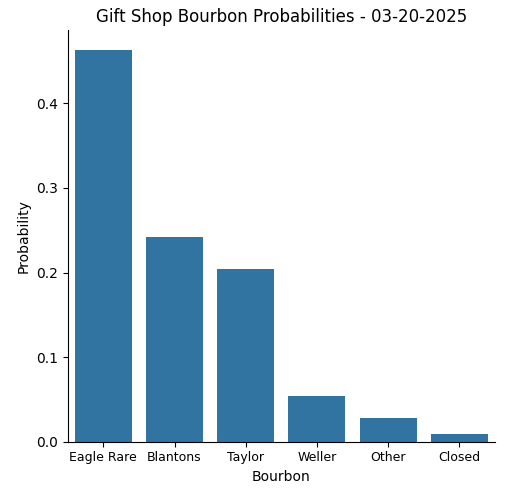 Gift Shop Bourbon Probabilities - 03-20-2025
Probability
0.4
0.3
0.2
0.1
0.0
Eagle Rare Blantons Taylor Weller Other Closed
Bourbon